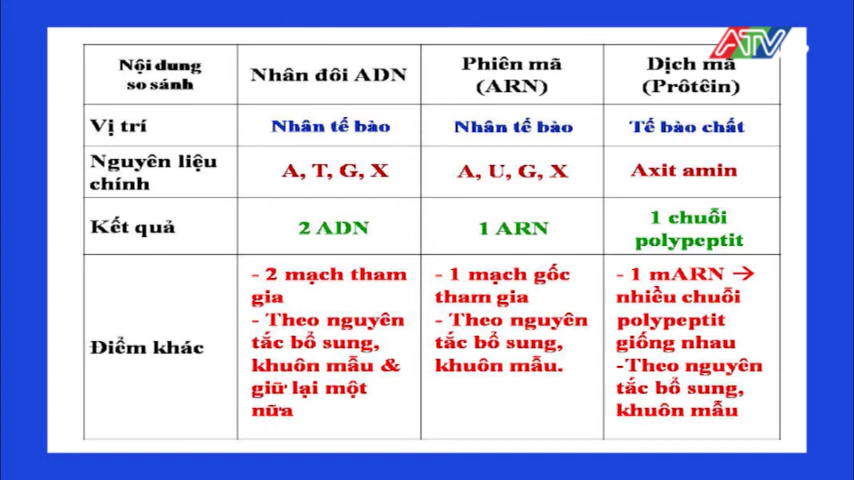 ATV
Nội dung
so sánh
Nhân đôi ADN
Phiên mã
(ARN)
Dịch mã
(Prôtêin)
Vị trí
Nhân tế bào
Nhân tế bào
Tế bào chất
Nguyên liệu
chính
A, T, G, X
A, U, G, X
Axit amin
Kết quả
2 ADN
1 ARN
1 chuỗi
polypeptit
Điểm khác
- 2 mạch tham
gia
- Theo nguyên
tắc bổ sung,
khuôn mẫu &
giữ lại một
nữa
- 1 mạch gốc
tham gia
- Theo nguyên
tắc bổ sung,
khuôn mẫu.
- 1 mARN →
nhiều chuỗi
polypeptit
giống nhau
-Theo nguyên
tắc bổ sung,
khuôn mẫu